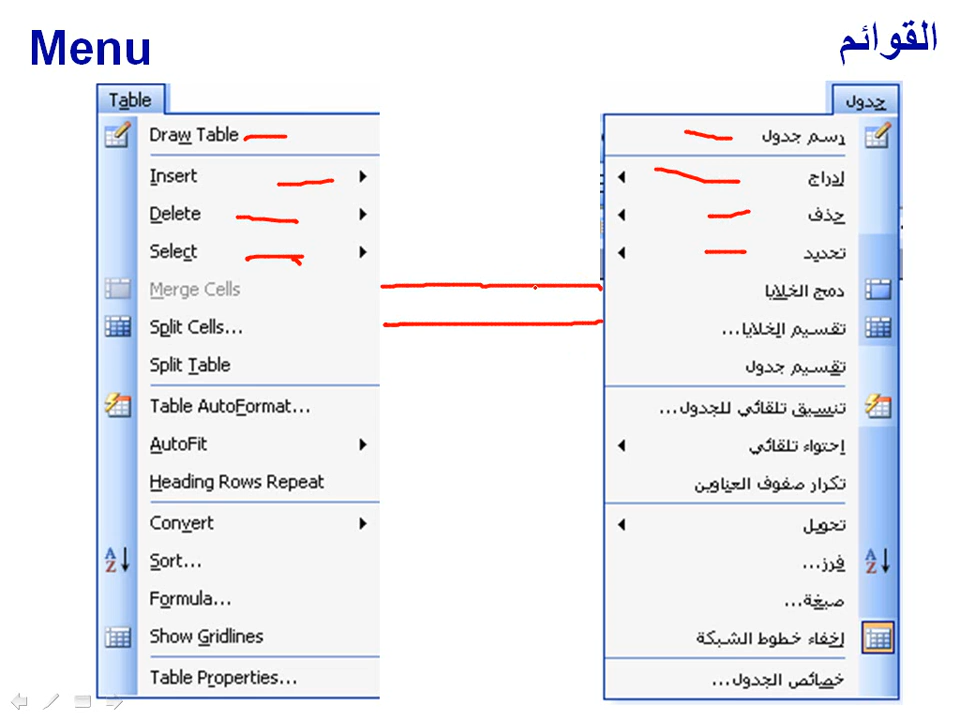 Menu
القوائم
Table
Draw Table
Insert
Delete
Select
Merge Cells
Split Cells...
Split Table
Table AutoFormat...
AutoFit
Heading Rows Repeat
Convert
Sort...
Formula...
Show Gridlines
Table Properties...
جدول
رسم جدول
إدراج
حذف
تحديد
دمج الخلايا
تقسيم الخلايا...
تقسيم جدول
تنسيق تلقائي للجدول...
احتواء تلقائي
تكرار صفوف العناوين
تحويل
فرز...
صيغة...
إخفاء خطوط الشبكة
خصائص الجدول...